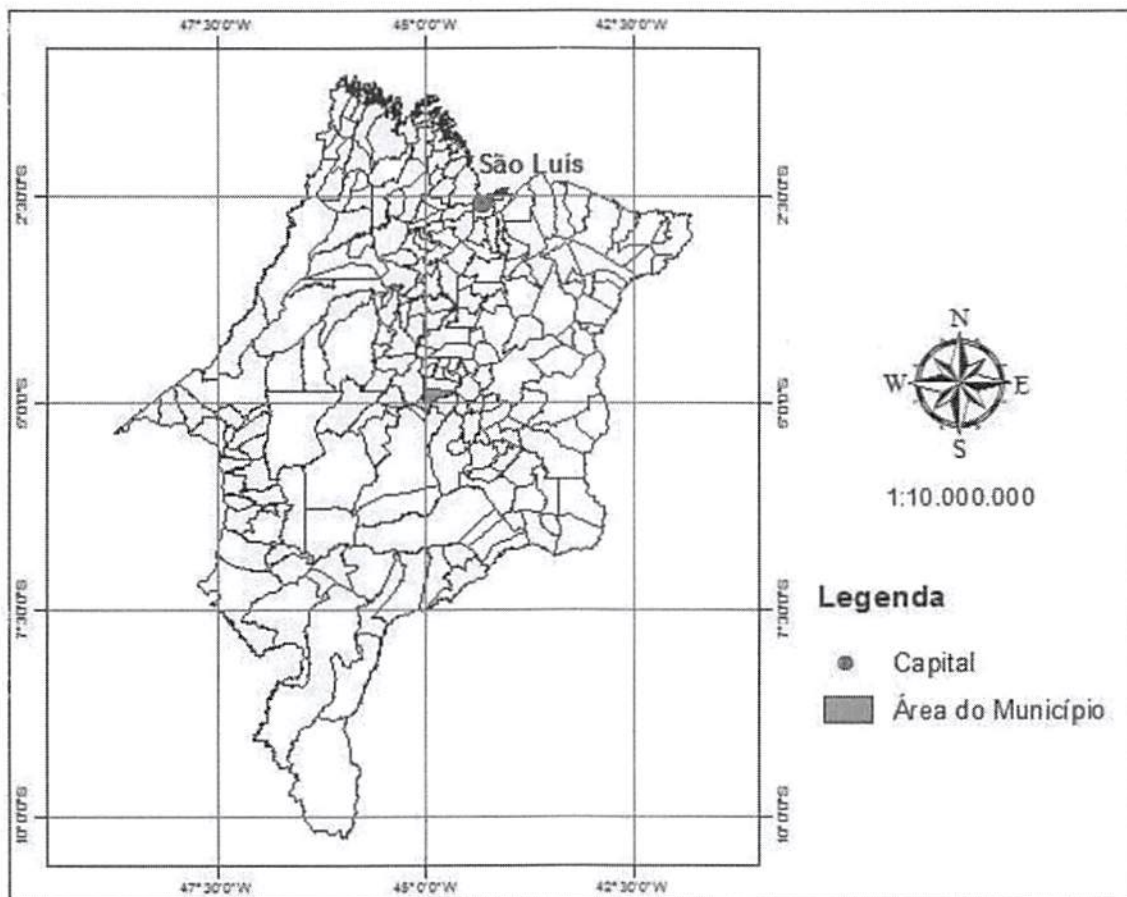 47°30'0"W 45°0'0"W 42°30'0"W
São Luís
2°30'0"S 2°30'0"S
5°0'0"S 5°0'0"S
N
W E
S
1:10.000.000
7°30'0"S 7°30'0"S
Legenda
Capital
Área do Município
10°0'0"S 10°0'0"S
47°30'0"W 45°0'0"W 42°30'0"W